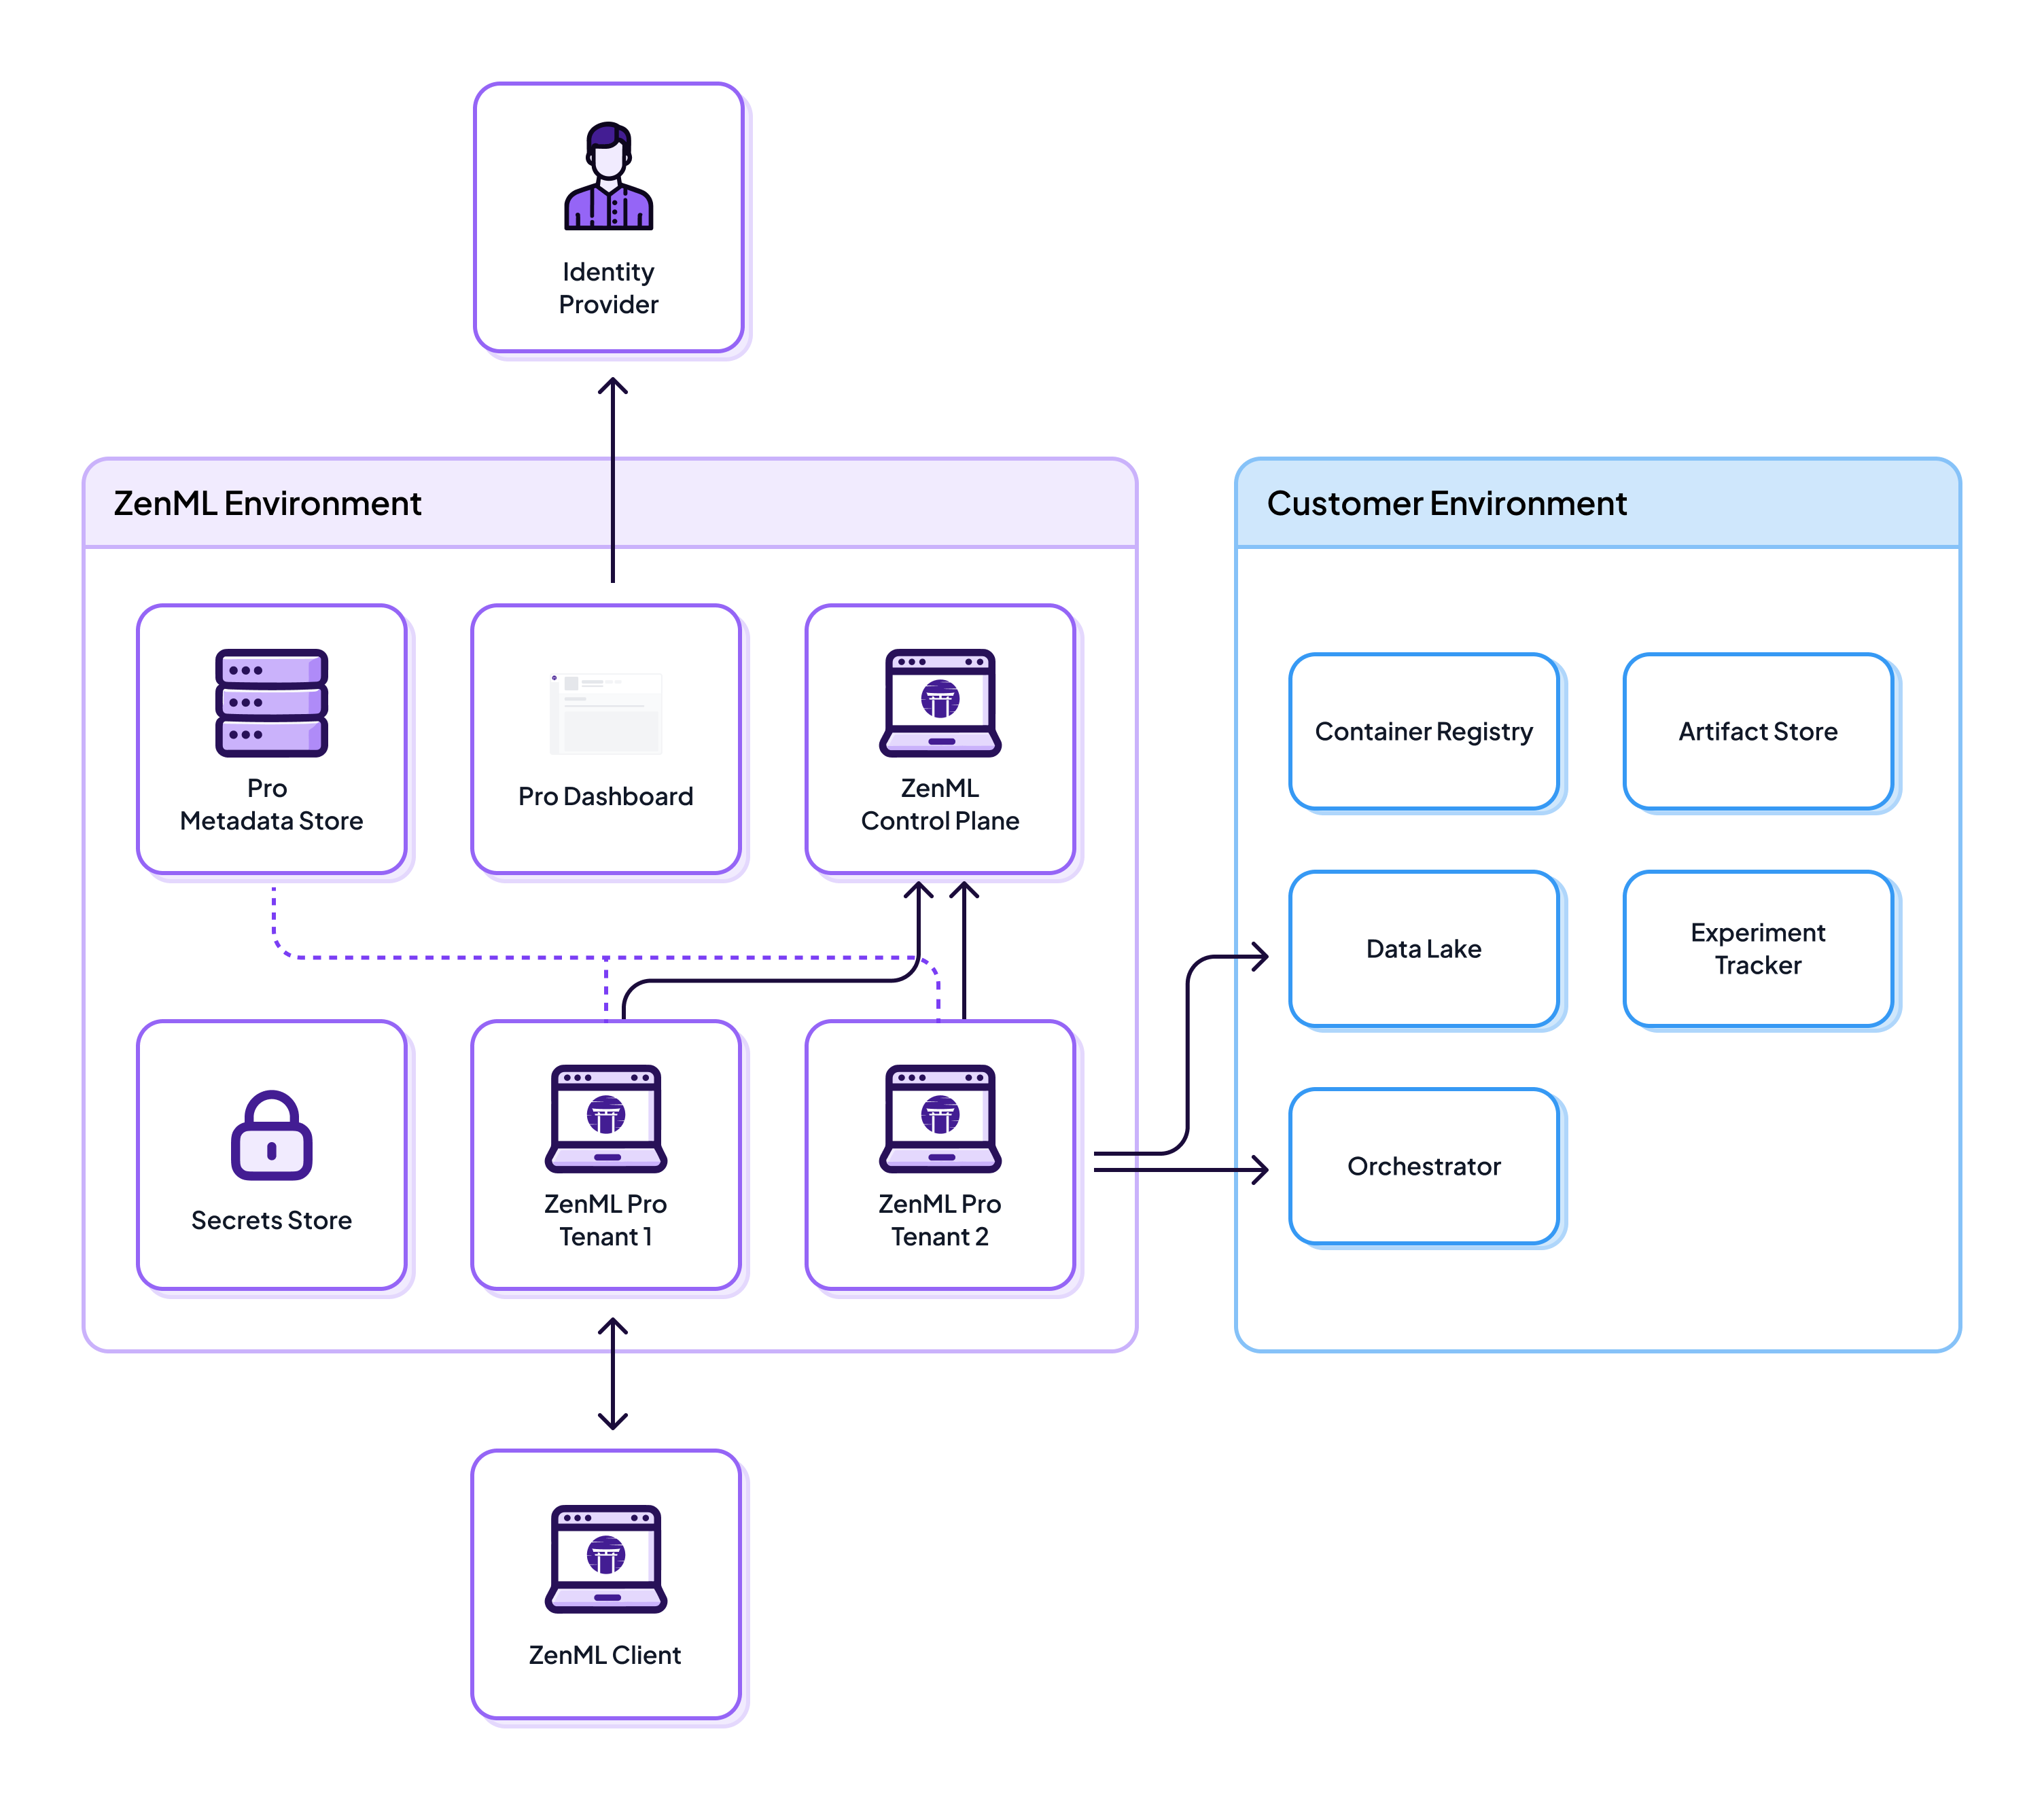 Identity
Provider
ZenML Environment
Customer Environment
Pro
Metadata Store
Pro Dashboard
ZenML
Control Plane
Container Registry
Artifact Store
Data Lake
Experiment
Tracker
Secrets Store
ZenML Pro
Tenant 1
ZenML Pro
Tenant 2
Orchestrator
ZenML Client